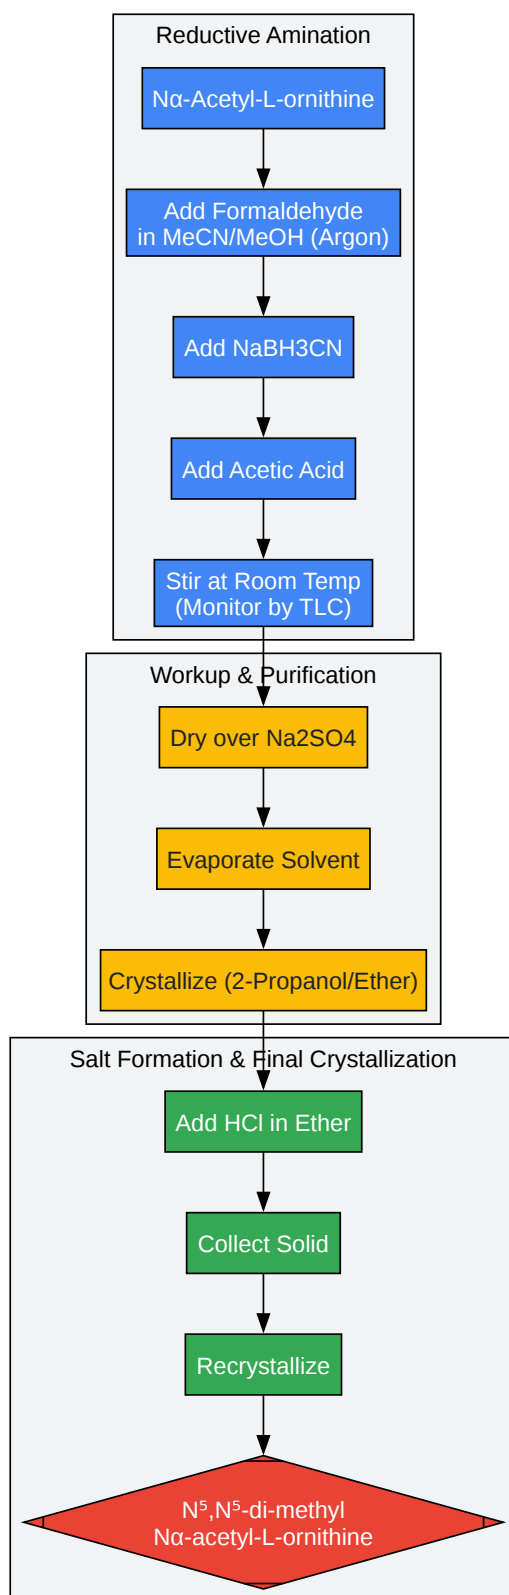 Reductive Amination
Nα-Acetyl-L-ornithine
Add Formaldehyde
in MeCN/MeOH (Argon)
Add NaBH3CN
Add Acetic Acid
Stir at Room Temp
(Monitor by TLC)
Workup & Purification
Dry over Na2SO4
Evaporate Solvent
Crystallize (2-Propanol/Ether)
Salt Formation & Final Crystallization
Add HCl in Ether
Collect Solid
Recrystallize
N⁵,N⁵-di-methyl
Nα-acetyl-L-ornithine